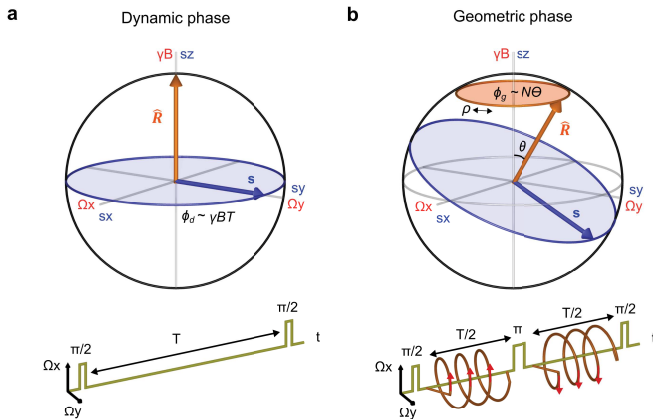 a
Dynamic phase
γB
sz
R̂
s
sy
Ωx
Ωy
sx
ϕd ~ γBT
π/2
T
π/2
t
Ωx
Ωy
b
Geometric phase
γB
sz
ϕg ~ NΘ
ρ
R̂
θ
s
sy
Ωx
Ωy
sx
π/2
T/2
π
T/2
π/2
t
Ωx
Ωy